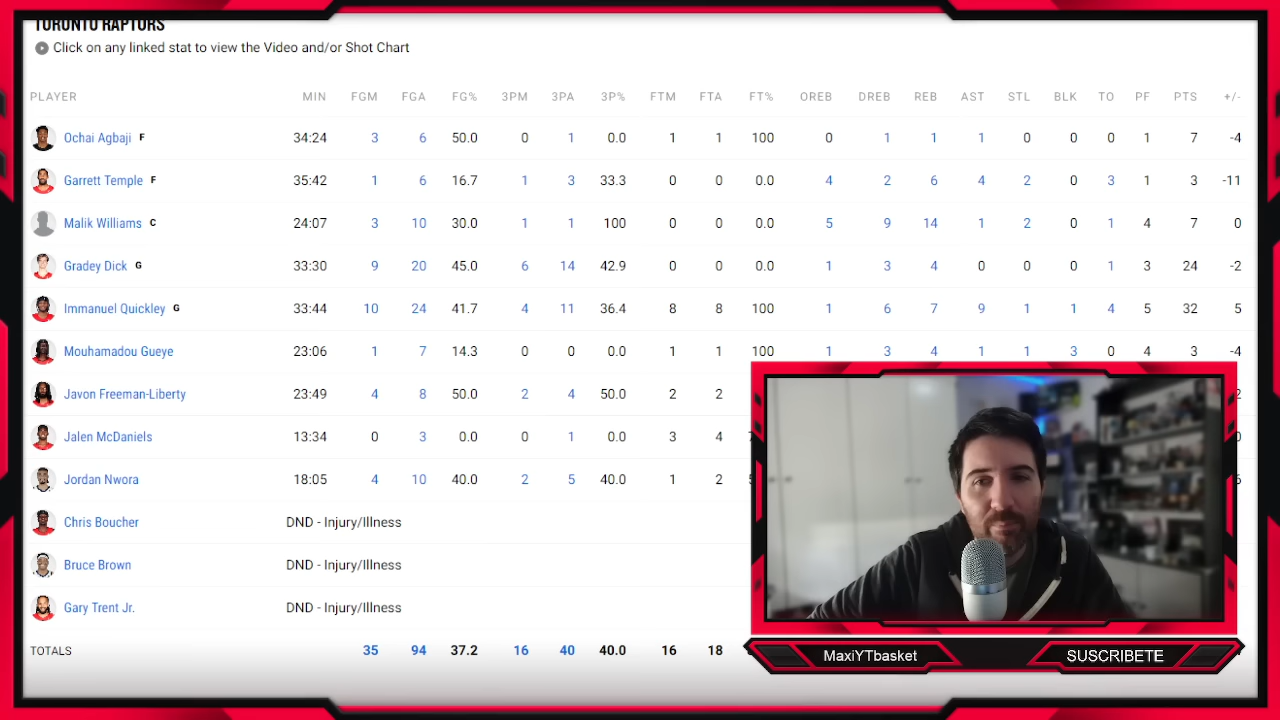 TORONTO RAPTORS
Click on any linked stat to view the Video and/or Shot Chart
PLAYER MIN FGM FGA FG% 3PM 3PA 3P% FTM FTA FT% OREB DREB REB AST STL BLK TO PF PTS +/-
Ochai Agbaji F 34:24 3 6 50.0 0 1 0.0 1 1 100 0 1 1 1 0 0 0 1 7 -4
Garrett Temple F 35:42 1 6 16.7 1 3 33.3 0 0 0.0 4 2 6 4 2 0 3 1 3 -11
Malik Williams C 24:07 3 10 30.0 1 1 100 0 0 0.0 5 9 14 1 2 0 1 4 7 0
Gradey Dick G 33:30 9 20 45.0 6 14 42.9 0 0 0.0 1 3 4 0 0 0 1 3 24 -2
Immanuel Quickley G 33:44 10 24 41.7 4 11 36.4 8 8 100 1 6 7 9 1 1 4 5 32 5
Mouhamadou Gueye 23:06 1 7 14.3 0 0 0.0 1 1 100 1 3 4 1 1 3 0 4 3 -4
Javon Freeman-Liberty 23:49 4 8 50.0 2 4 50.0 2 2
Jalen McDaniels 13:34 0 3 0.0 0 1 0.0 3 4
Jordan Nwora 18:05 4 10 40.0 2 5 40.0 1 2
Chris Boucher DND - Injury/Illness
Bruce Brown DND - Injury/Illness
Gary Trent Jr. DND - Injury/Illness
TOTALS 35 94 37.2 16 40 40.0 16 18
MaxiYTbasket
SUSCRIBETE